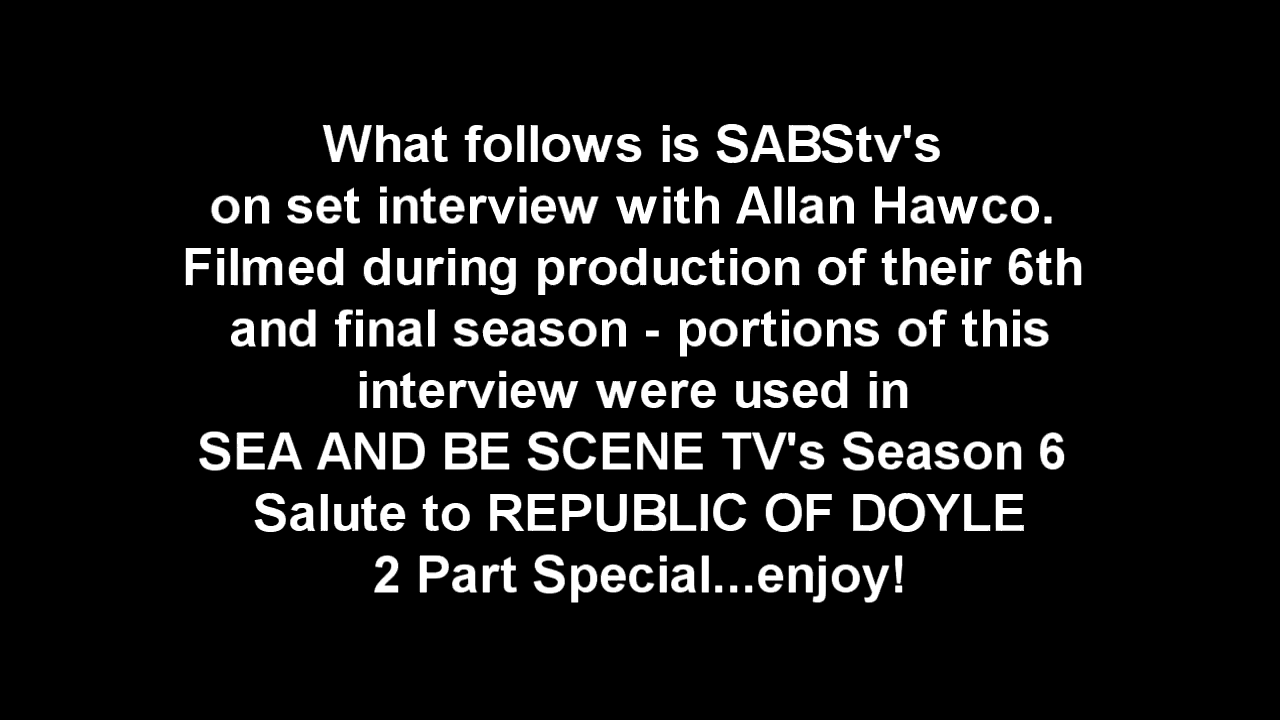 What follows is SABStv's
on set interview with Allan Hawco.
Filmed during production of their 6th
and final season - portions of this
interview were used in
SEA AND BE SCENE TV's Season 6
Salute to REPUBLIC OF DOYLE
2 Part Special...enjoy!